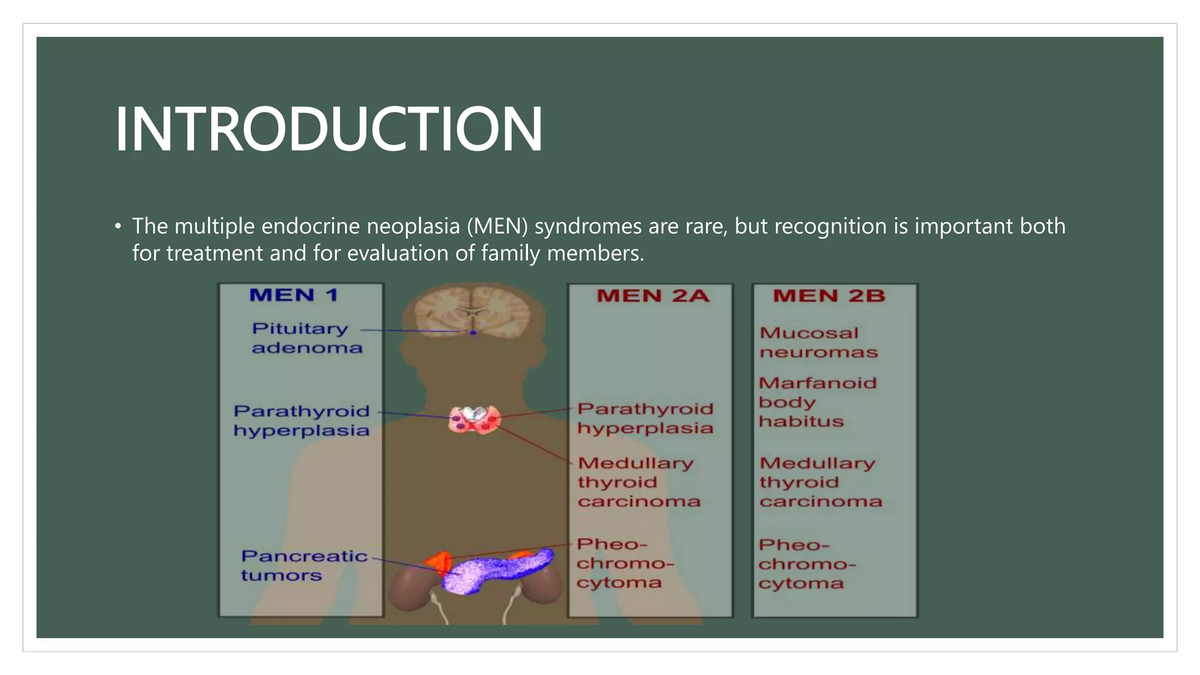 INTRODUCTION
• The multiple endocrine neoplasia (MEN) syndromes are rare, but recognition is important both
for treatment and for evaluation of family members.
MEN 1
Pituitary
adenoma
Parathyroid
hyperplasia
Pancreatic
tumors
MEN 2A
Parathyroid
hyperplasia
Medullary
thyroid
carcinoma
Pheo-
chromo-
cytoma
MEN 2B
Mucosal
neuromas
Marfanoid
body
habitus
Medullary
thyroid
carcinoma
Pheo-
chromo-
cytoma